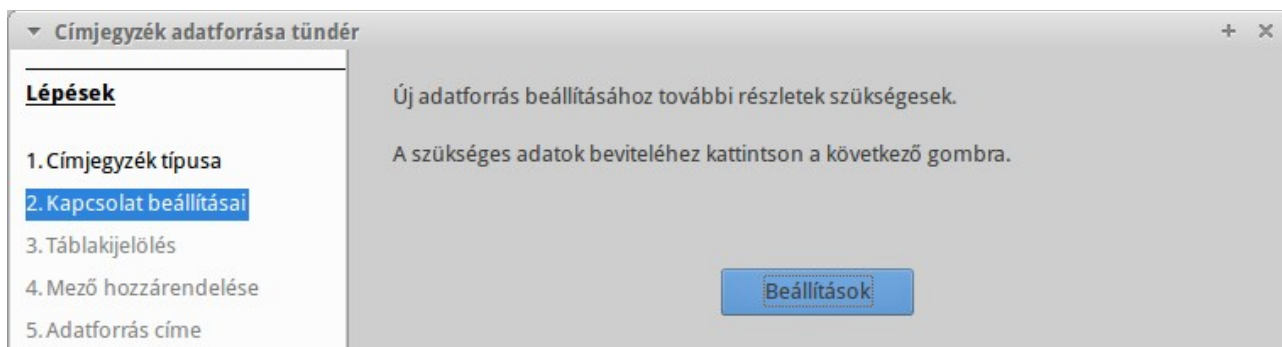 Címjegyzék adatforrása tündér
Lépések
1. Címjegyzék típusa
2. Kapcsolat beállításai
3. Táblakijelölés
4. Mező hozzárendelése
5. Adatforrás címe
Új adatforrás beállításához további részletek szükségesek.
A szükséges adatok beviteléhez kattintson a következő gombra.
Beállítások